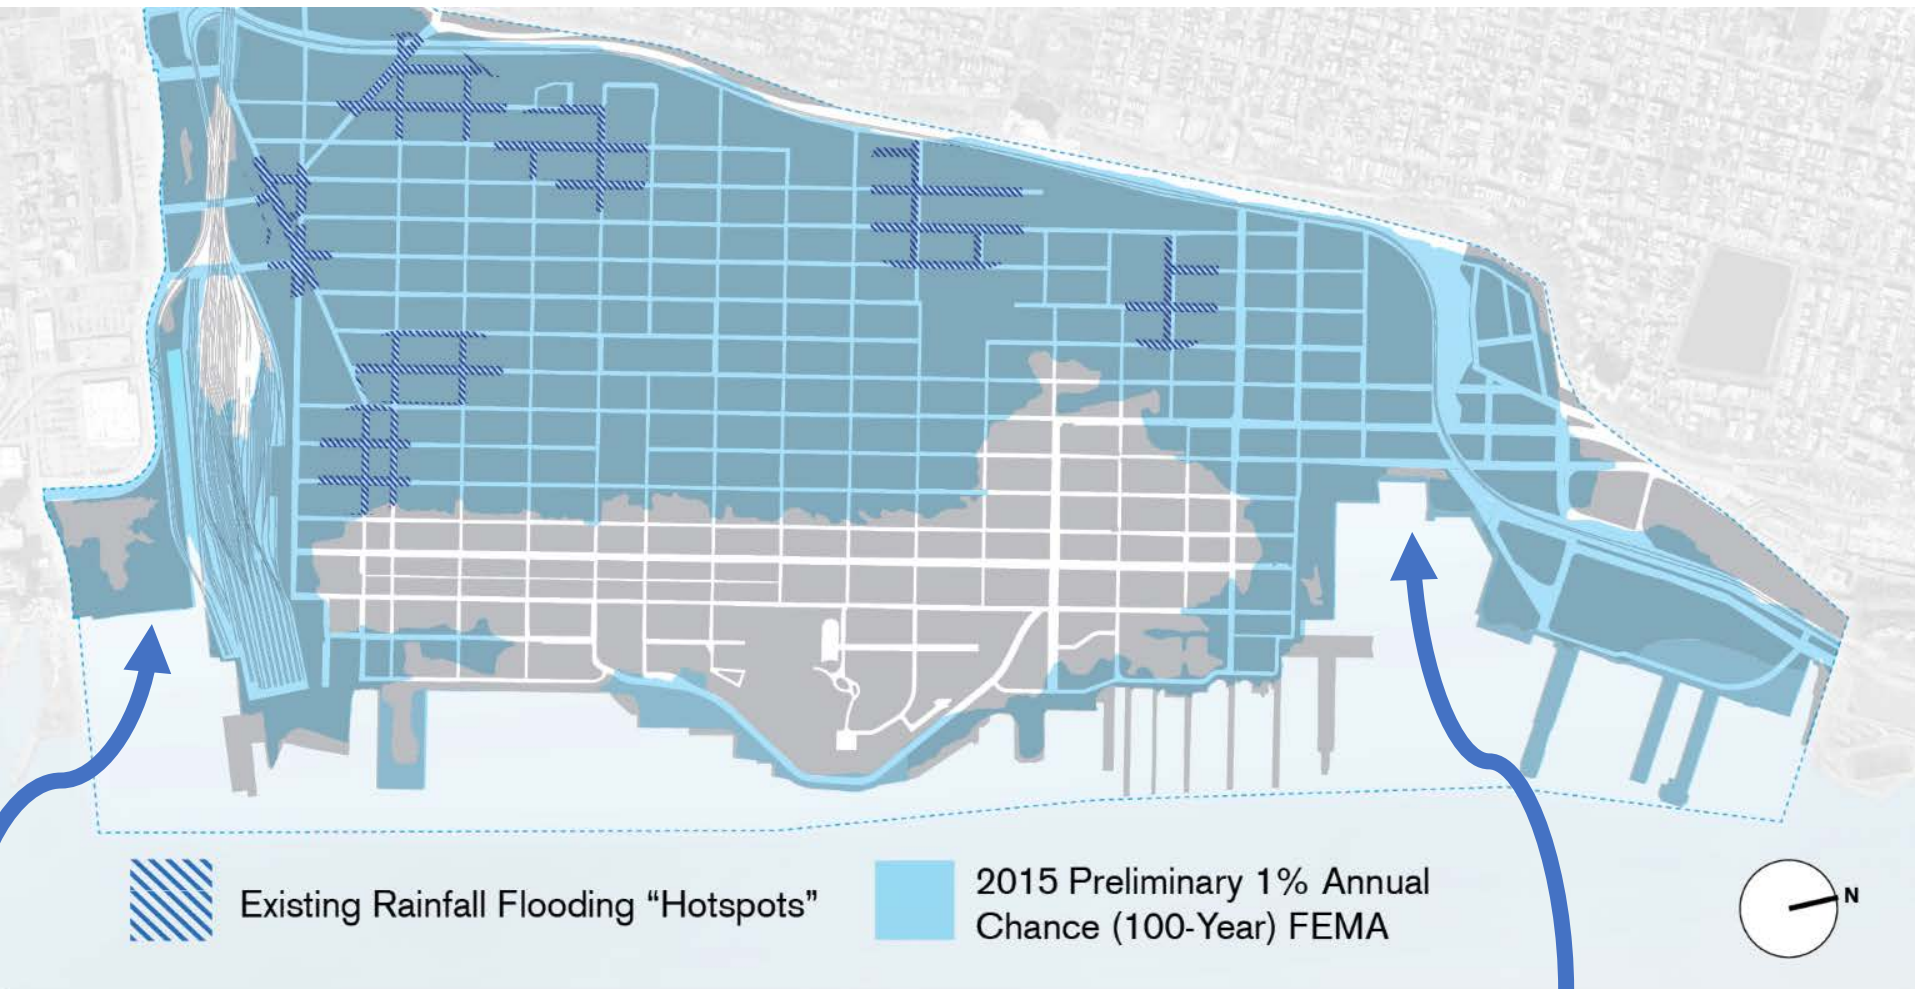 Existing Rainfall Flooding “Hotspots”
2015 Preliminary 1% Annual
Chance (100-Year) FEMA
N